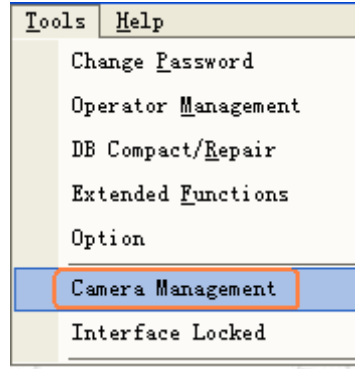 Tools Help
Change Password
Operator Management
DB Compact/Repair
Extended Functions
Option
Camera Management
Interface Locked